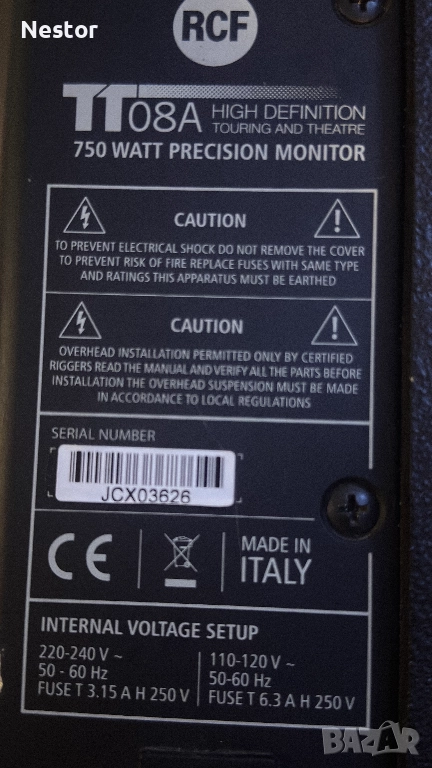 Nestor
RCF
TT08A HIGH DEFINITION
TOURING AND THEATRE
750 WATT PRECISION MONITOR
CAUTION
TO PREVENT ELECTRICAL SHOCK DO NOT REMOVE THE COVER
TO PREVENT RISK OF FIRE REPLACE FUSES WITH SAME TYPE
AND RATINGS THIS APPARATUS MUST BE EARTHED
CAUTION
OVERHEAD INSTALLATION PERMITTED ONLY BY CERTIFIED
RIGGERS READ THE MANUAL AND VERIFY ALL THE PARTS BEFORE
INSTALLATION THE OVERHEAD SUSPENSION MUST BE MADE
IN ACCORDANCE TO LOCAL REGULATIONS
SERIAL NUMBER
JCX03626
CE
MADE IN
ITALY
INTERNAL VOLTAGE SETUP
220-240 V ~
50 - 60 Hz
FUSE T 3.15 A H 250 V
110-120 V ~
50-60 Hz
FUSE T 6.3 A H 250 V
BAZAR